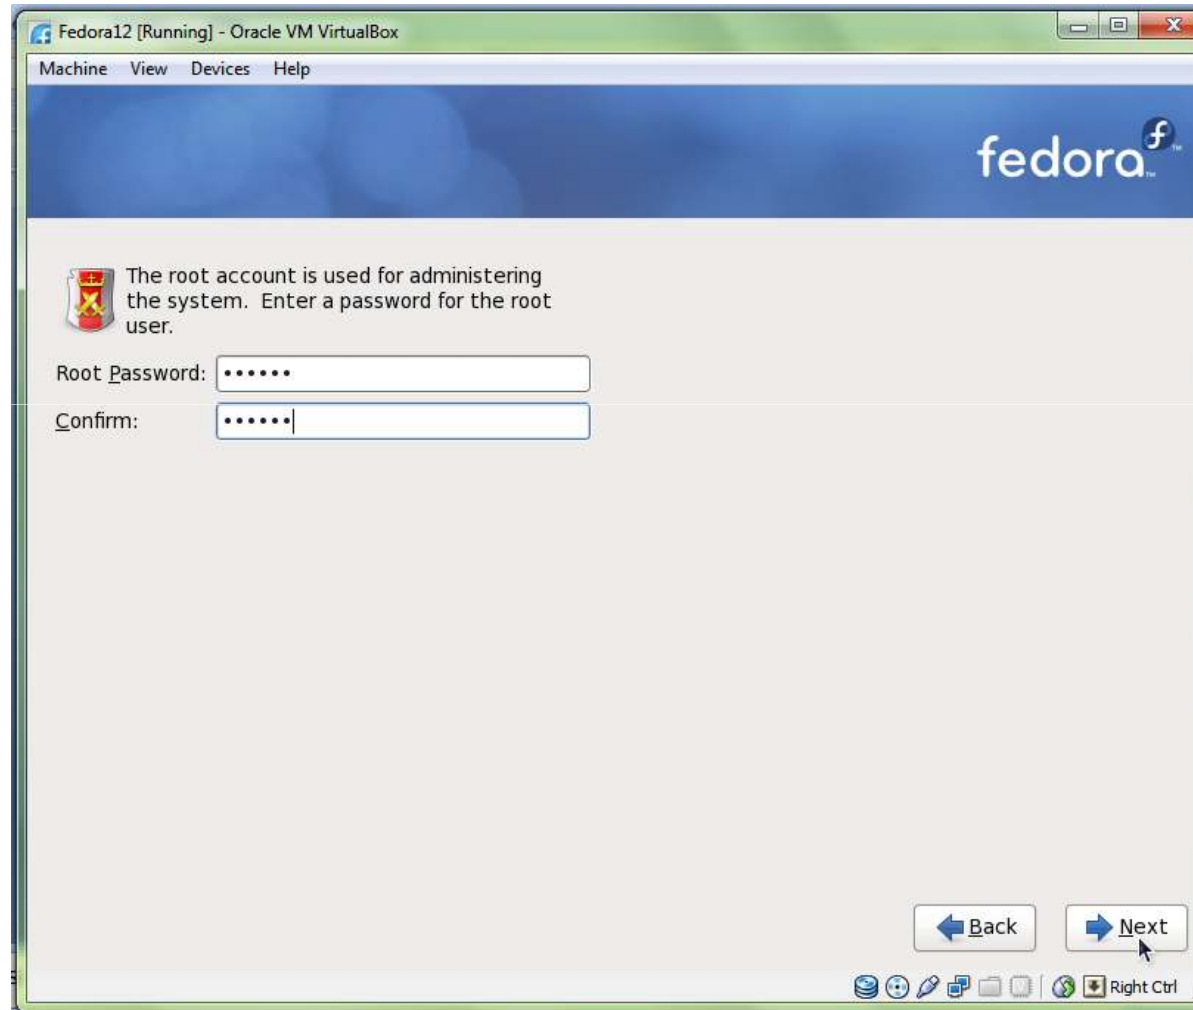 Fedora12 [Running] - Oracle VM VirtualBox
Machine View Devices Help
fedora
The root account is used for administering
the system. Enter a password for the root
user.
Root Password: ••••••
Confirm: ••••••
Back Next
Right Ctrl